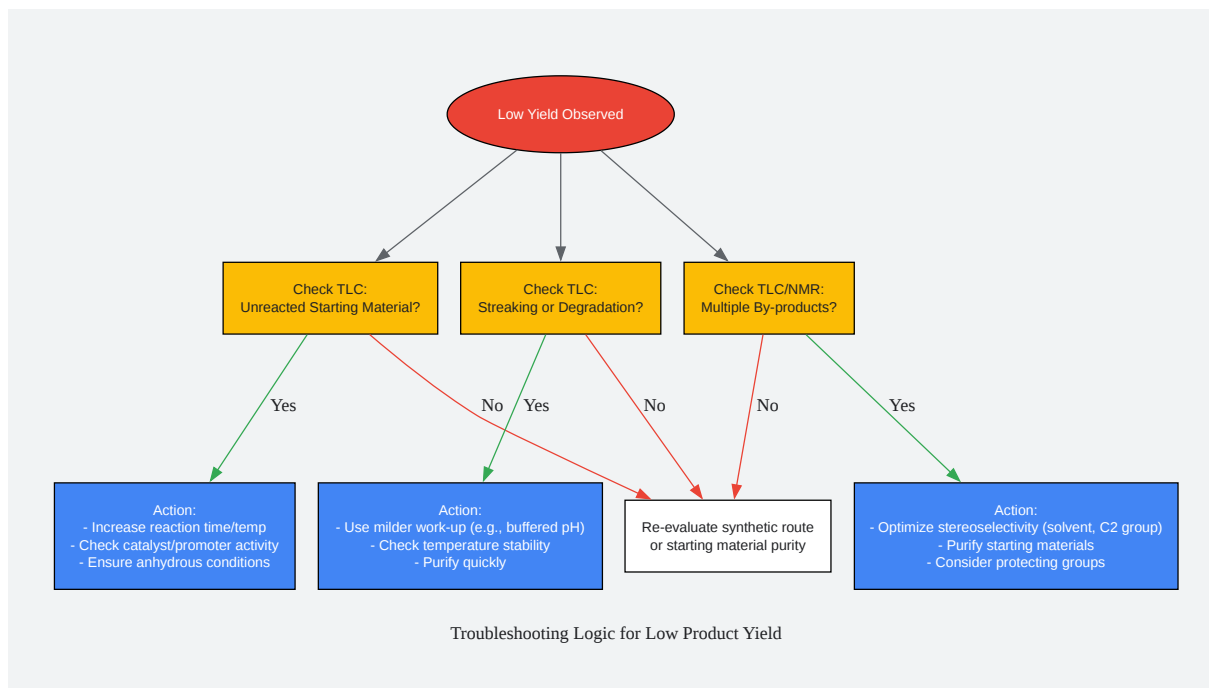 Low Yield Observed
Check TLC:
Unreacted Starting Material?
Check TLC:
Streaking or Degradation?
Check TLC/NMR:
Multiple By-products?
Yes
No
Yes
No
No
Yes
Action:
- Increase reaction time/temp
- Check catalyst/promoter activity
- Ensure anhydrous conditions
Action:
- Use milder work-up (e.g., buffered pH)
- Check temperature stability
- Purify quickly
Re-evaluate synthetic route
or starting material purity
Action:
- Optimize stereoselectivity (solvent, C2 group)
- Purify starting materials
- Consider protecting groups
Troubleshooting Logic for Low Product Yield